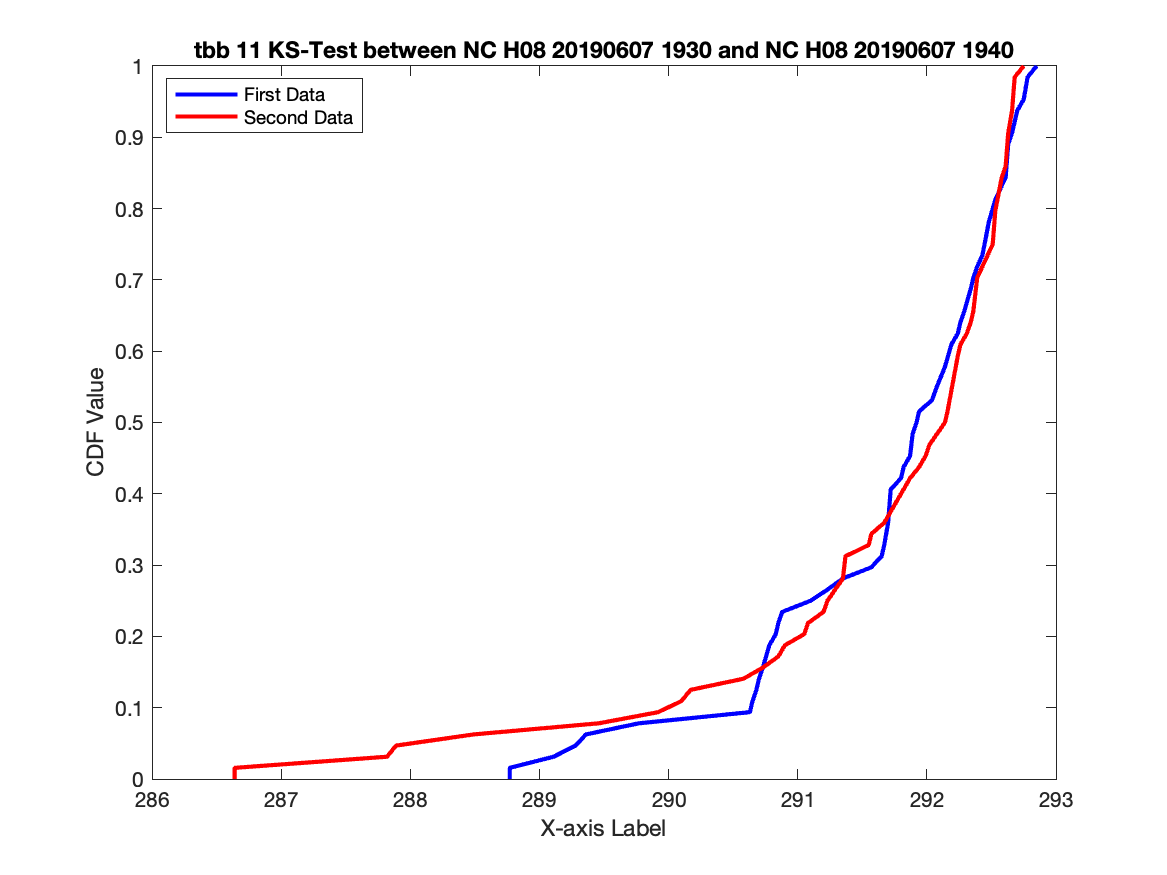 tbb 11 KS-Test between NC H08 20190607 1930 and NC H08 20190607 1940
First Data
Second Data
1
0.9
0.8
0.7
0.6
0.5
0.4
0.3
0.2
0.1
0
CDF Value
286 287 288 289 290 291 292 293
X-axis Label